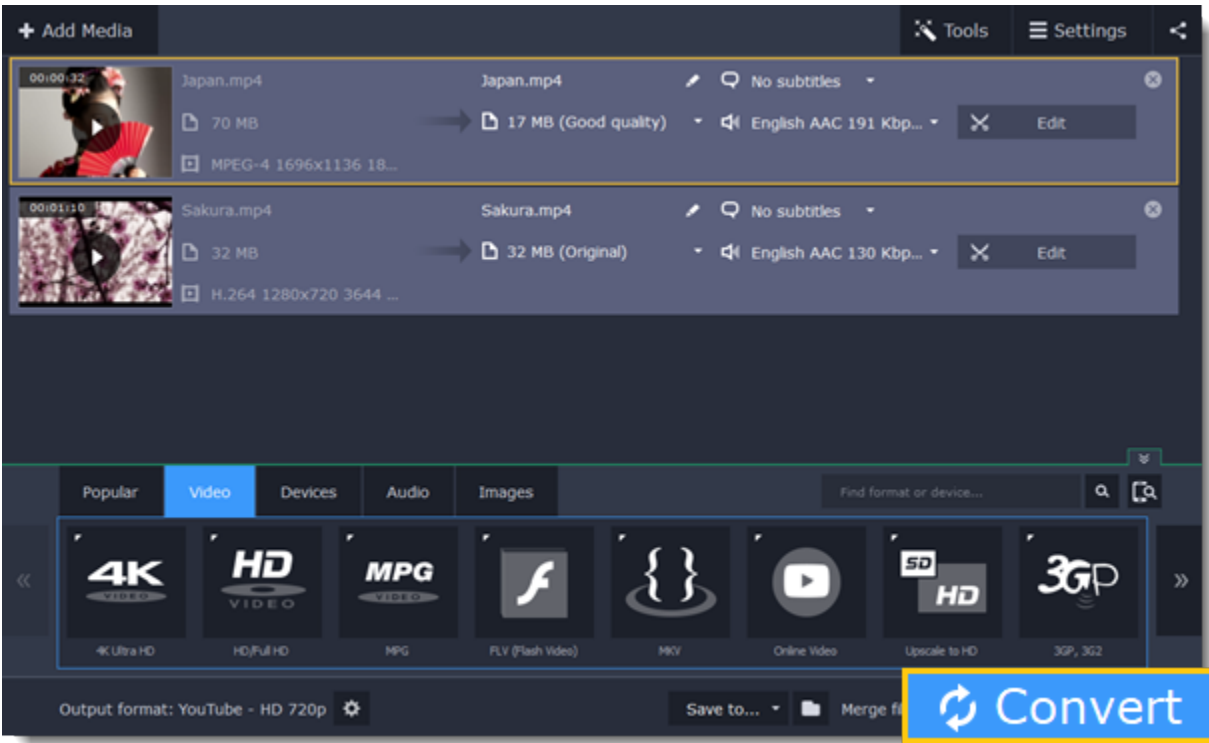 Add Media
Tools
Settings
00:00:32
Japan.mp4
Japan.mp4
No subtitles
70 MB
17 MB (Good quality)
English AAC 191 Kbp...
Edit
MPEG-4 1696x1136 18...
00:01:10
Sakura.mp4
Sakura.mp4
No subtitles
32 MB
32 MB (Original)
English AAC 130 Kbp...
Edit
H.264 1280x720 3644 ...
Popular
Video
Devices
Audio
Images
Find format or device...
4K
VIDEO
HD
VIDEO
MPG
VIDEO
SD
HD
3GP
4K Ultra HD
HD/Full HD
MPG
FLV (Flash Video)
MKV
Online Video
Upscale to HD
3GP, 3G2
Output format: YouTube - HD 720p
Save to...
Merge
Convert